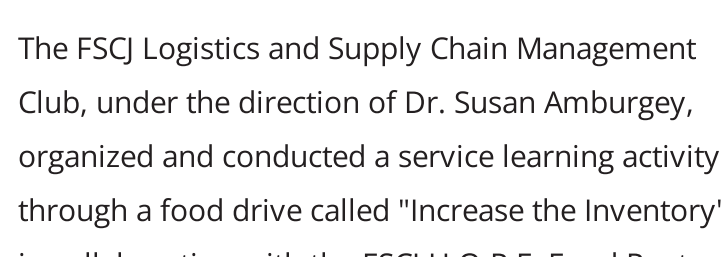 The FSCJ Logistics and Supply Chain Management
Club, under the direction of Dr. Susan Amburgey,
organized and conducted a service learning activity
through a food drive called "Increase the Inventory"